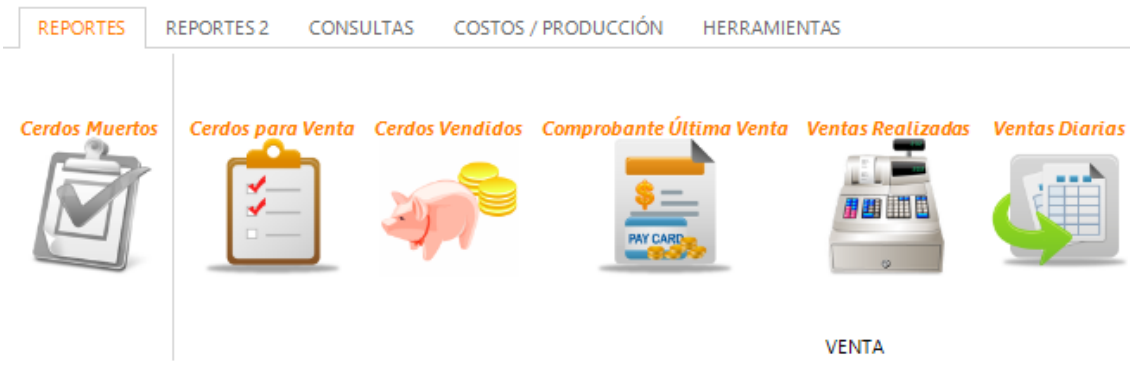 REPORTES REPORTES 2 CONSULTAS COSTOS / PRODUCCIÓN HERRAMIENTAS
Cerdos Muertos Cerdos para Venta Cerdos Vendidos Comprobante Última Venta Ventas Realizadas Ventas Diarias
PAY CARD
VENTA